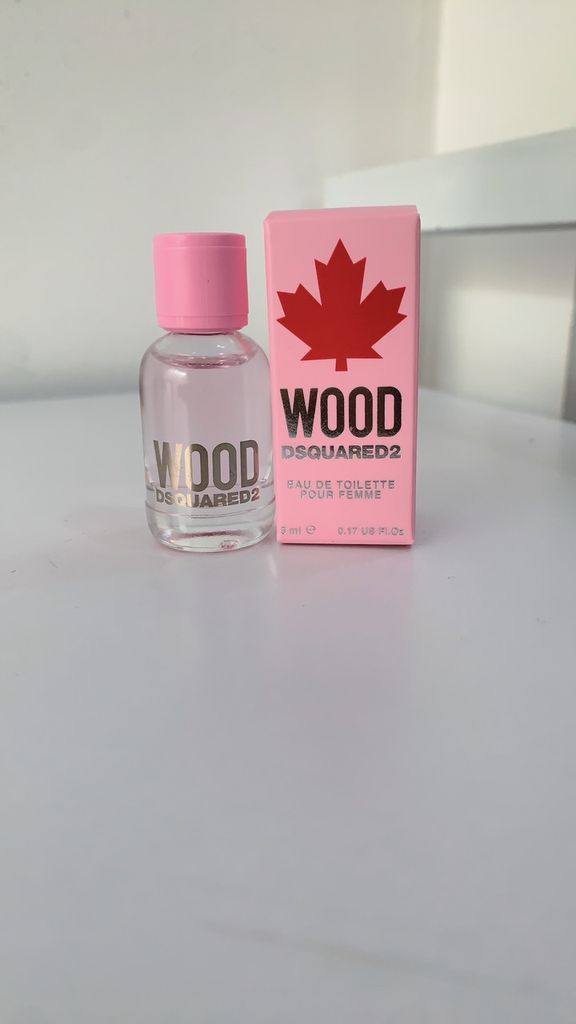 WOOD
DSQUARED2
WOOD
DSQUARED2
EAU DE TOILETTE
POUR FEMME
5 ml ℮ 0.17 US Fl.Oz